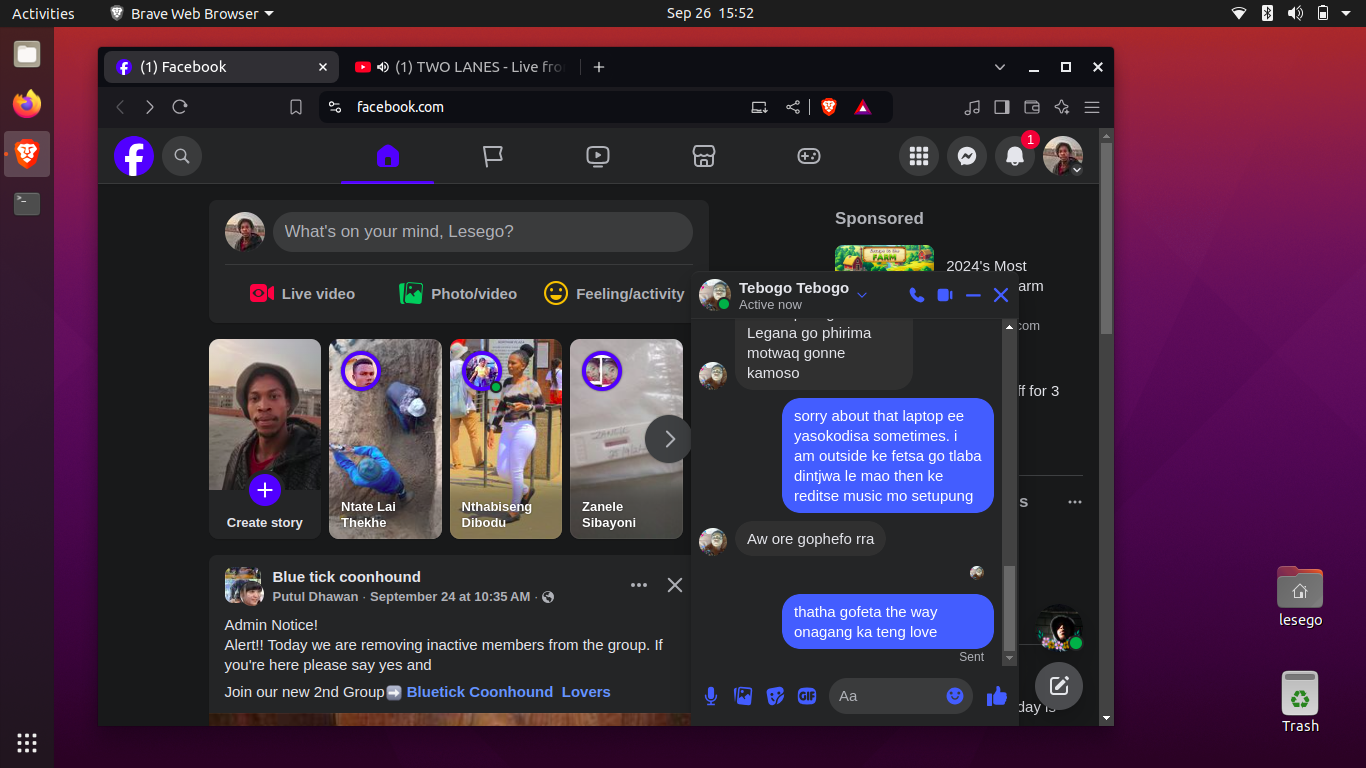 Activities
Brave Web Browser
Sep 26 15:52
(1) Facebook
(1) TWO LANES - Live fro
facebook.com
1
What's on your mind, Lesego?
Live video
Photo/video
Feeling/activity
Create story
Ntate Lai
Thekhe
Nthabiseng
Dibodu
Zanele
Sibayoni
Blue tick coonhound
Putul Dhawan · September 24 at 10:35 AM ·
Admin Notice!
Alert!! Today we are removing inactive members from the group. If
you're here please say yes and
Join our new 2nd Group➡️ Bluetick Coonhound Lovers
Sponsored
FARM
2024's Most
arm
com
ff for 3
s
day is
Tebogo Tebogo
Active now
Legana go phirima
motwaq gonne
kamoso
sorry about that laptop ee
yasokodisa sometimes. i
am outside ke fetsa go tlaba
dintjwa le mao then ke
reditse music mo setupung
Aw ore gophefo rra
thatha gofeta the way
onagang ka teng love
Sent
GIF
Aa
lesego
Trash